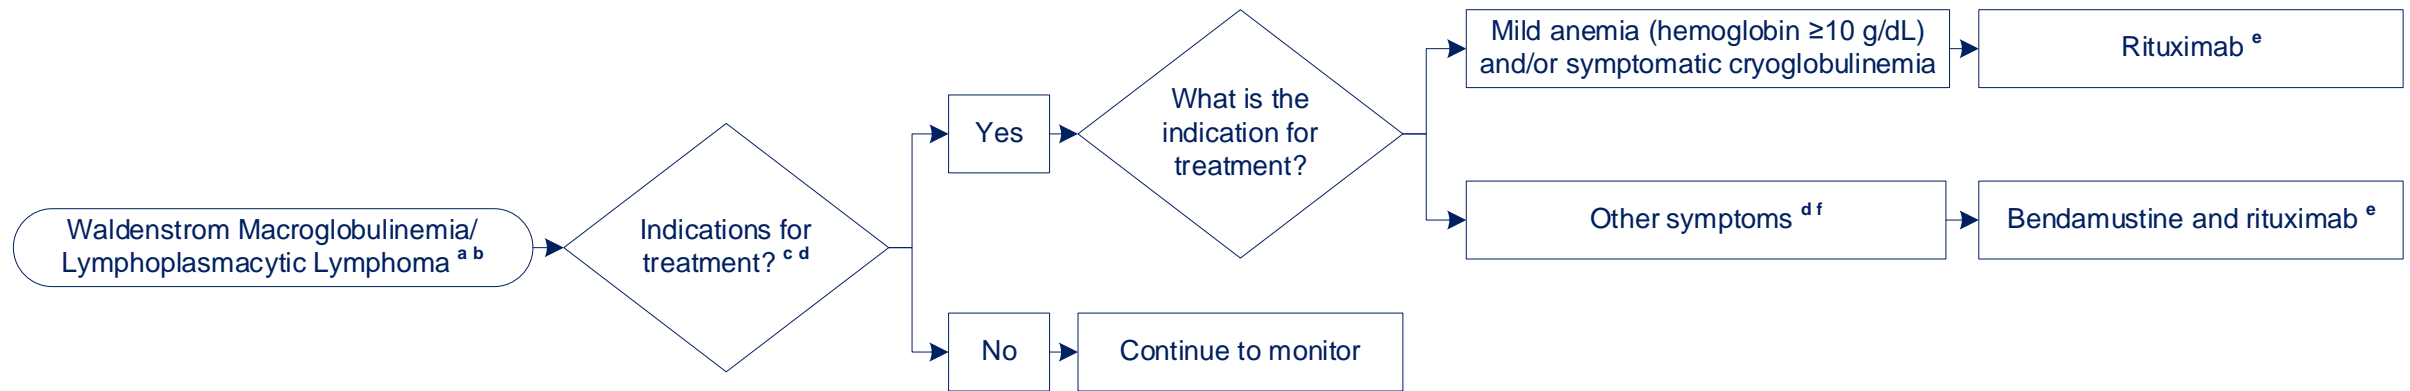 Waldenstrom Macroglobulinemia/
Lymphoplasmacytic Lymphoma a b
Indications for
treatment? c d
Yes
What is the
indication for
treatment?
Mild anemia (hemoglobin ≥10 g/dL)
and/or symptomatic cryoglobulinemia
Rituximab e
Other symptoms d f
Bendamustine and rituximab e
No
Continue to monitor